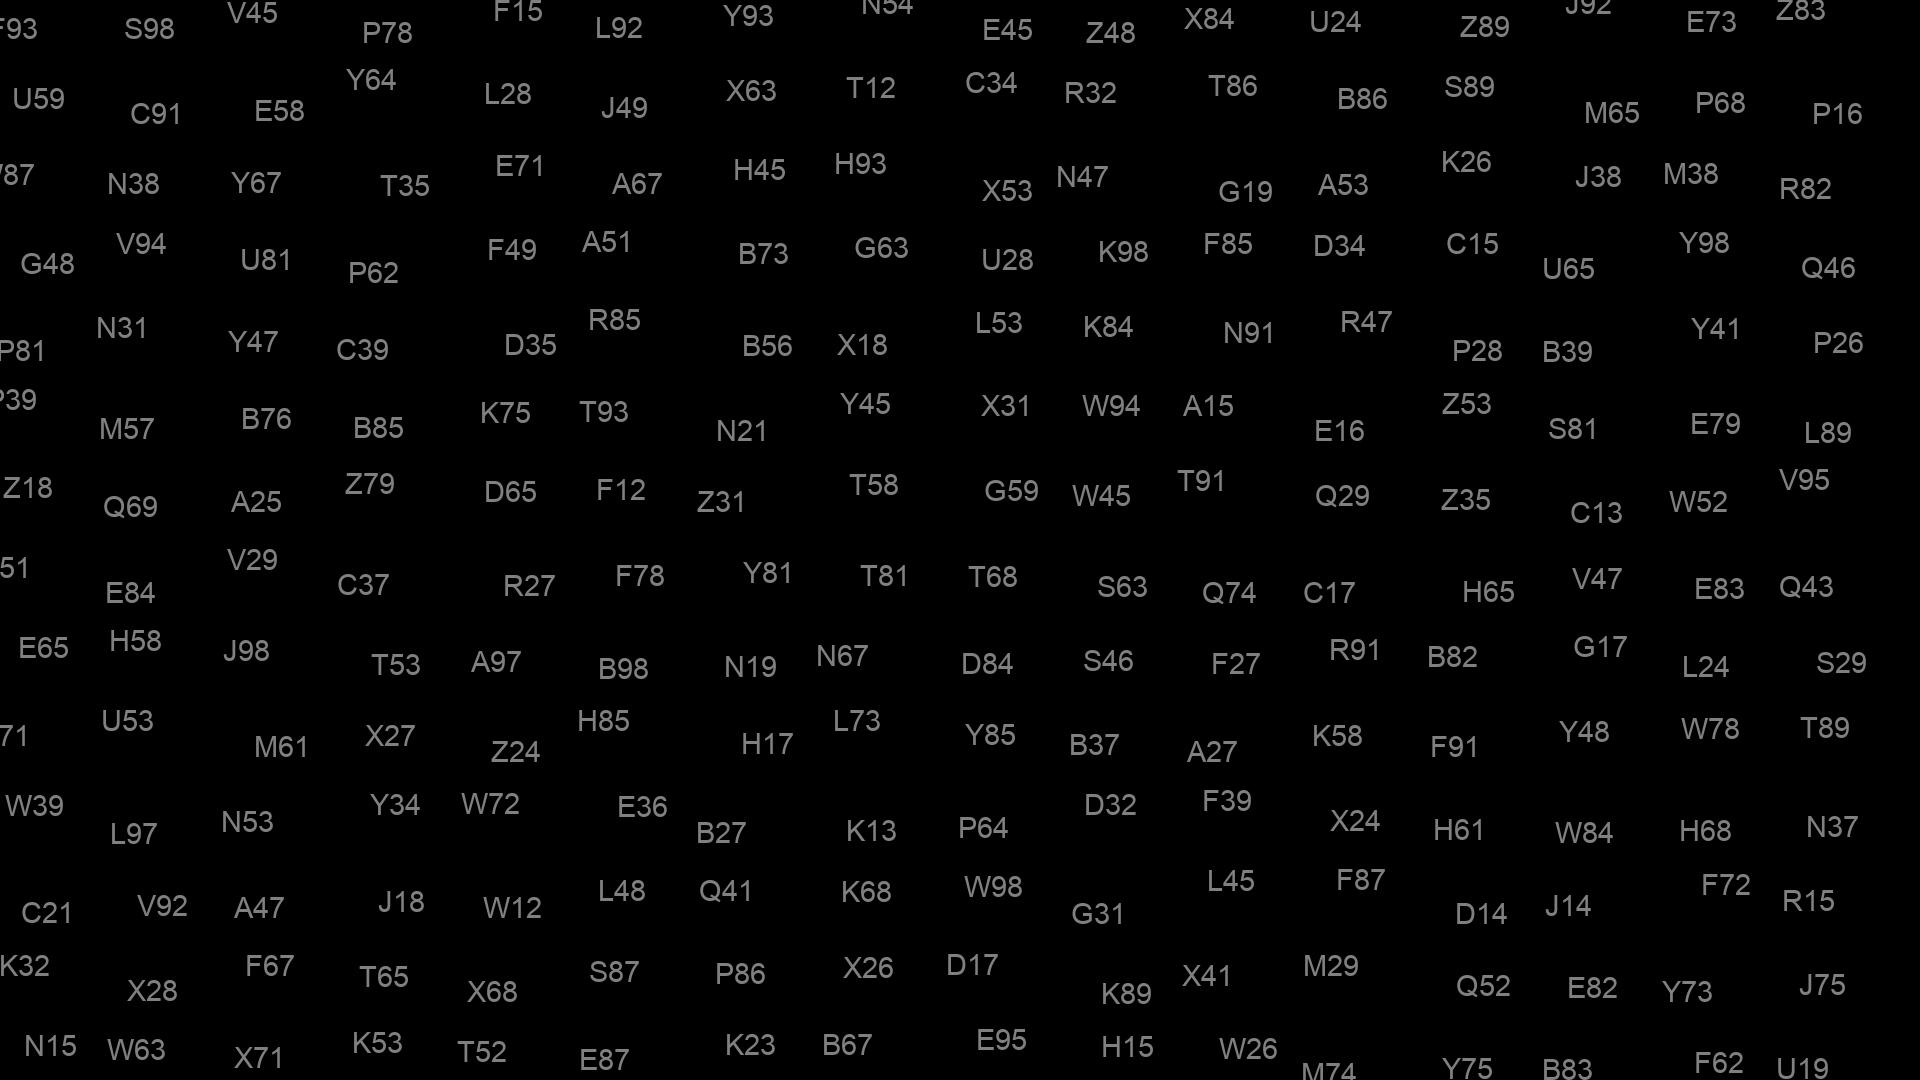 F93 S98 V45 P78 F15 L92 Y93 N54 E45 Z48 X84 U24 Z89 J92 E73 Z83
U59 C91 E58 Y64 L28 J49 X63 T12 C34 R32 T86 B86 S89 M65 P68 P16
87 N38 Y67 T35 E71 A67 H45 H93 X53 N47 G19 A53 K26 J38 M38 R82
G48 V94 U81 P62 F49 A51 B73 G63 U28 K98 F85 D34 C15 U65 Y98 Q46
P81 N31 Y47 C39 D35 R85 B56 X18 L53 K84 N91 R47 P28 B39 Y41 P26
39 M57 B76 B85 K75 T93 N21 Y45 X31 W94 A15 E16 Z53 S81 E79 L89
Z18 Q69 A25 Z79 D65 F12 Z31 T58 G59 W45 T91 Q29 Z35 C13 W52 V95
51 E84 V29 C37 R27 F78 Y81 T81 T68 S63 Q74 C17 H65 V47 E83 Q43
E65 H58 J98 T53 A97 B98 N19 N67 D84 S46 F27 R91 B82 G17 L24 S29
71 U53 M61 X27 Z24 H85 H17 L73 Y85 B37 A27 K58 F91 Y48 W78 T89
W39 L97 N53 Y34 W72 E36 B27 K13 P64 D32 F39 X24 H61 W84 H68 N37
C21 V92 A47 J18 W12 L48 Q41 K68 W98 G31 L45 F87 D14 J14 F72 R15
K32 X28 F67 T65 X68 S87 P86 X26 D17 K89 X41 M29 Q52 E82 Y73 J75
N15 W63 X71 K53 T52 E87 K23 B67 E95 H15 W26 M74 Y75 B83 F62 U19